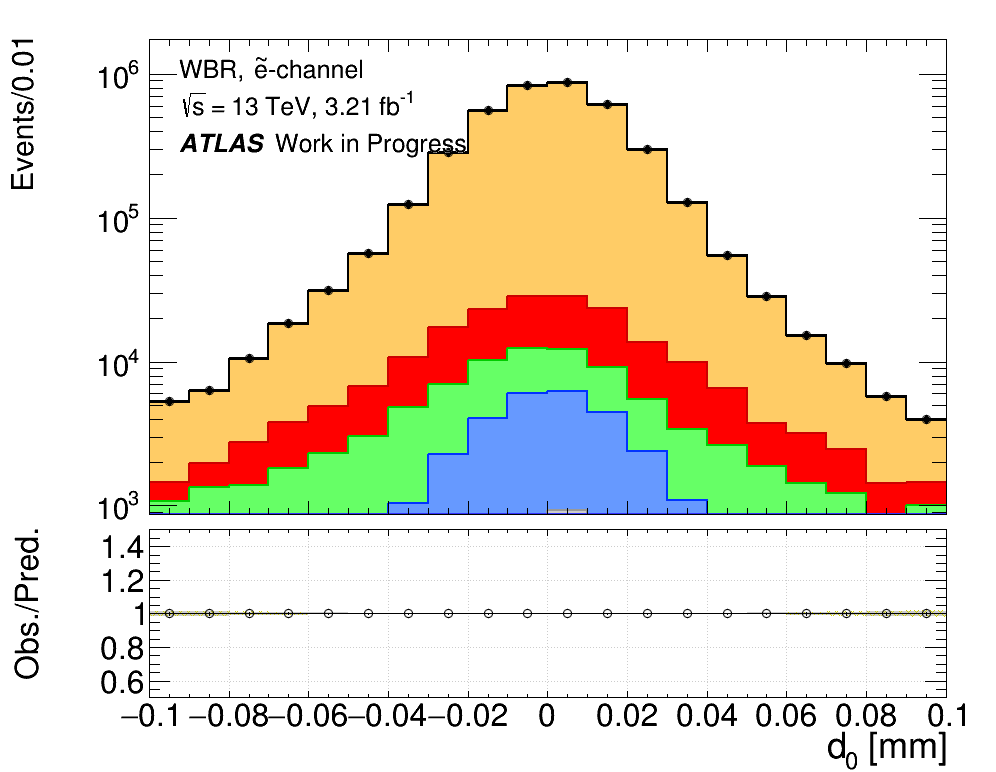 Events/0.01
WBR, ẽ-channel
√s = 13 TeV, 3.21 fb⁻¹
ATLAS Work in Progress
10⁶
10⁵
10⁴
10³
Obs./Pred.
1.4
1.2
1
0.8
0.6
−0.1 −0.08 −0.06 −0.04 −0.02 0 0.02 0.04 0.06 0.08 0.1
d₀ [mm]